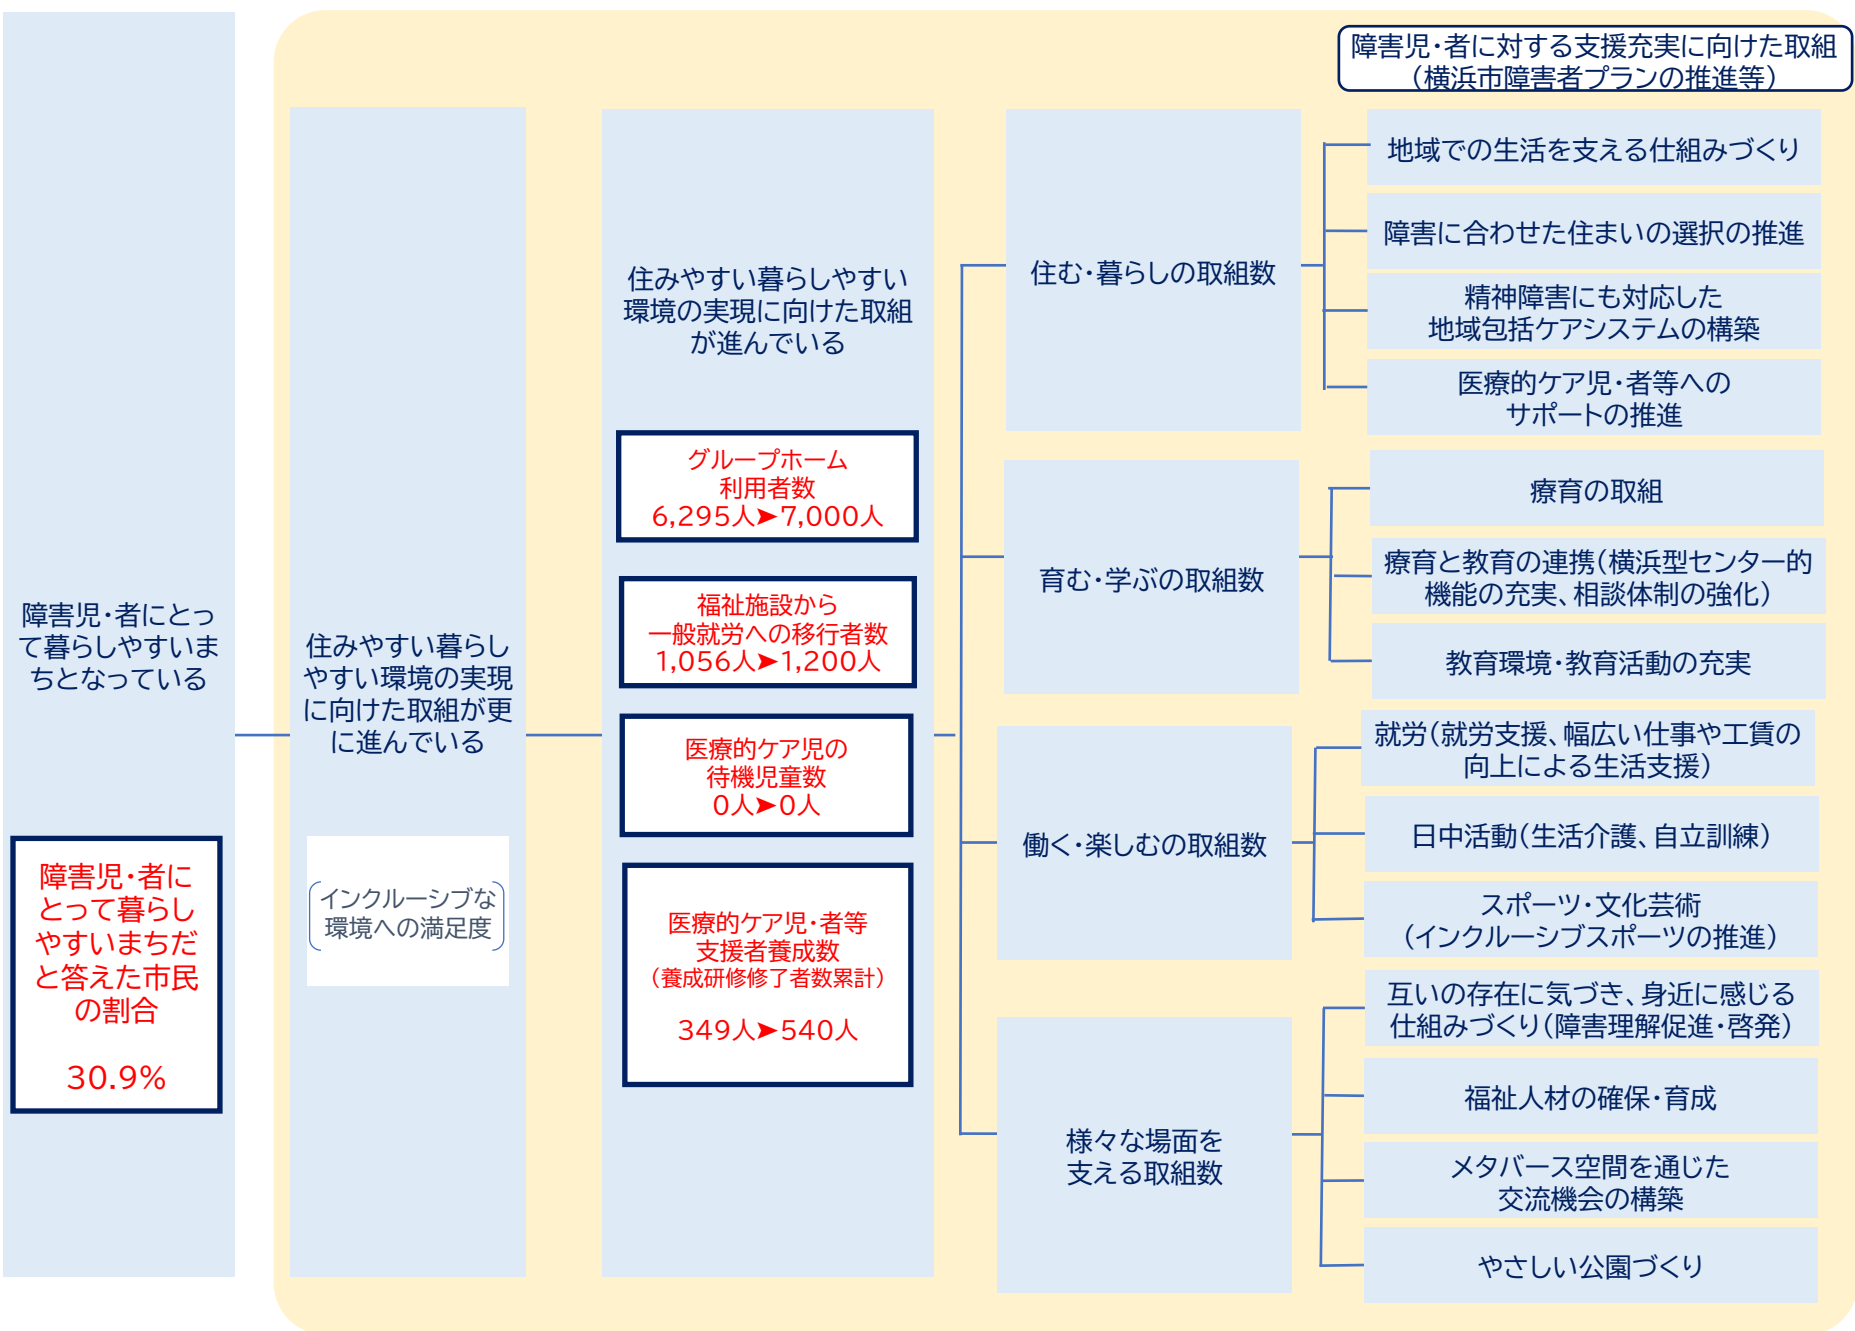 障害児・者に対する支援充実に向けた取組
（横浜市障害者プランの推進等）
障害児・者にとっ
て暮らしやすいま
ちとなっている
障害児・者に
とって暮らし
やすいまちだ
と答えた市民
の割合
30.9%
住みやすい暮らし
やすい環境の実現
に向けた取組が更
に進んでいる
インクルーシブな
環境への満足度
住みやすい暮らしやすい
環境の実現に向けた取組
が進んでいる
グループホーム
利用者数
6,295人➤7,000人
福祉施設から
一般就労への移行者数
1,056人➤1,200人
医療的ケア児の
待機児童数
0人➤0人
医療的ケア児・者等
支援者養成数
（養成研修修了者数累計）
349人➤540人
住む・暮らしの取組数
地域での生活を支える仕組みづくり
障害に合わせた住まいの選択の推進
精神障害にも対応した
地域包括ケアシステムの構築
医療的ケア児・者等への
サポートの推進
育む・学ぶの取組数
療育の取組
療育と教育の連携（横浜型センター的
機能の充実、相談体制の強化）
教育環境・教育活動の充実
働く・楽しむの取組数
就労（就労支援、幅広い仕事や工賃の
向上による生活支援）
日中活動（生活介護、自立訓練）
スポーツ・文化芸術
（インクルーシブスポーツの推進）
様々な場面を
支える取組数
互いの存在に気づき、身近に感じる
仕組みづくり（障害理解促進・啓発）
福祉人材の確保・育成
メタバース空間を通じた
交流機会の構築
やさしい公園づくり